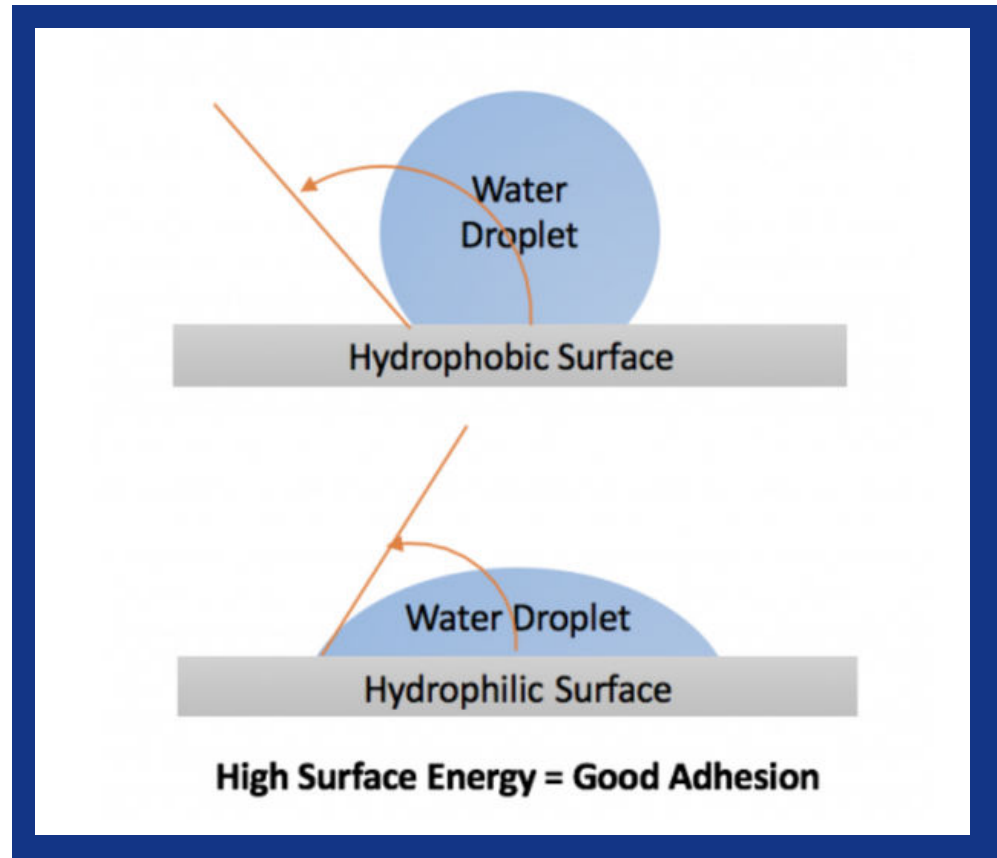 Water
Droplet
Hydrophobic Surface
Water Droplet
Hydrophilic Surface
High Surface Energy = Good Adhesion